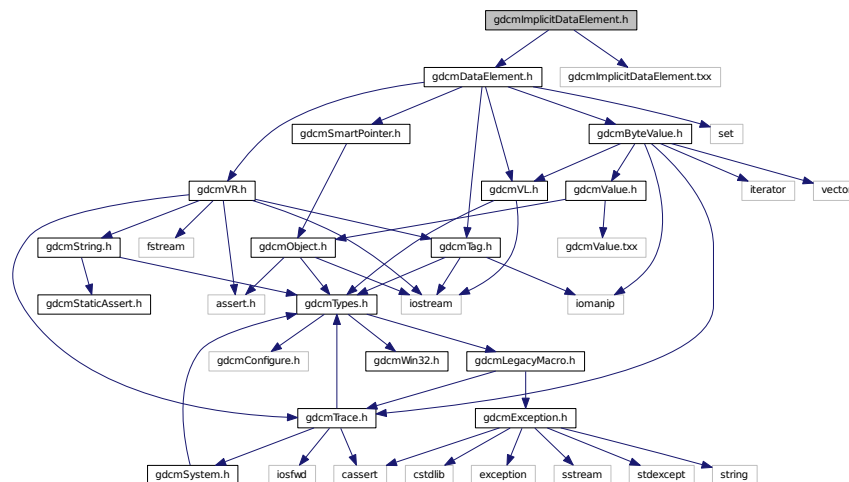 gdcmImplicitDataElement.h
gdcmDataElement.h
gdcmImplicitDataElement.txx
gdcmSmartPointer.h
gdcmByteValue.h
set
gdcmVR.h
gdcmVL.h
gdcmValue.h
iterator
vector
gdcmString.h
fstream
gdcmObject.h
gdcmTag.h
gdcmValue.txx
gdcmStaticAssert.h
assert.h
gdcmTypes.h
iostream
iomanip
gdcmConfigure.h
gdcmWin32.h
gdcmLegacyMacro.h
gdcmTrace.h
gdcmException.h
gdcmSystem.h
iosfwd
cassert
cstdlib
exception
sstream
stdexcept
string